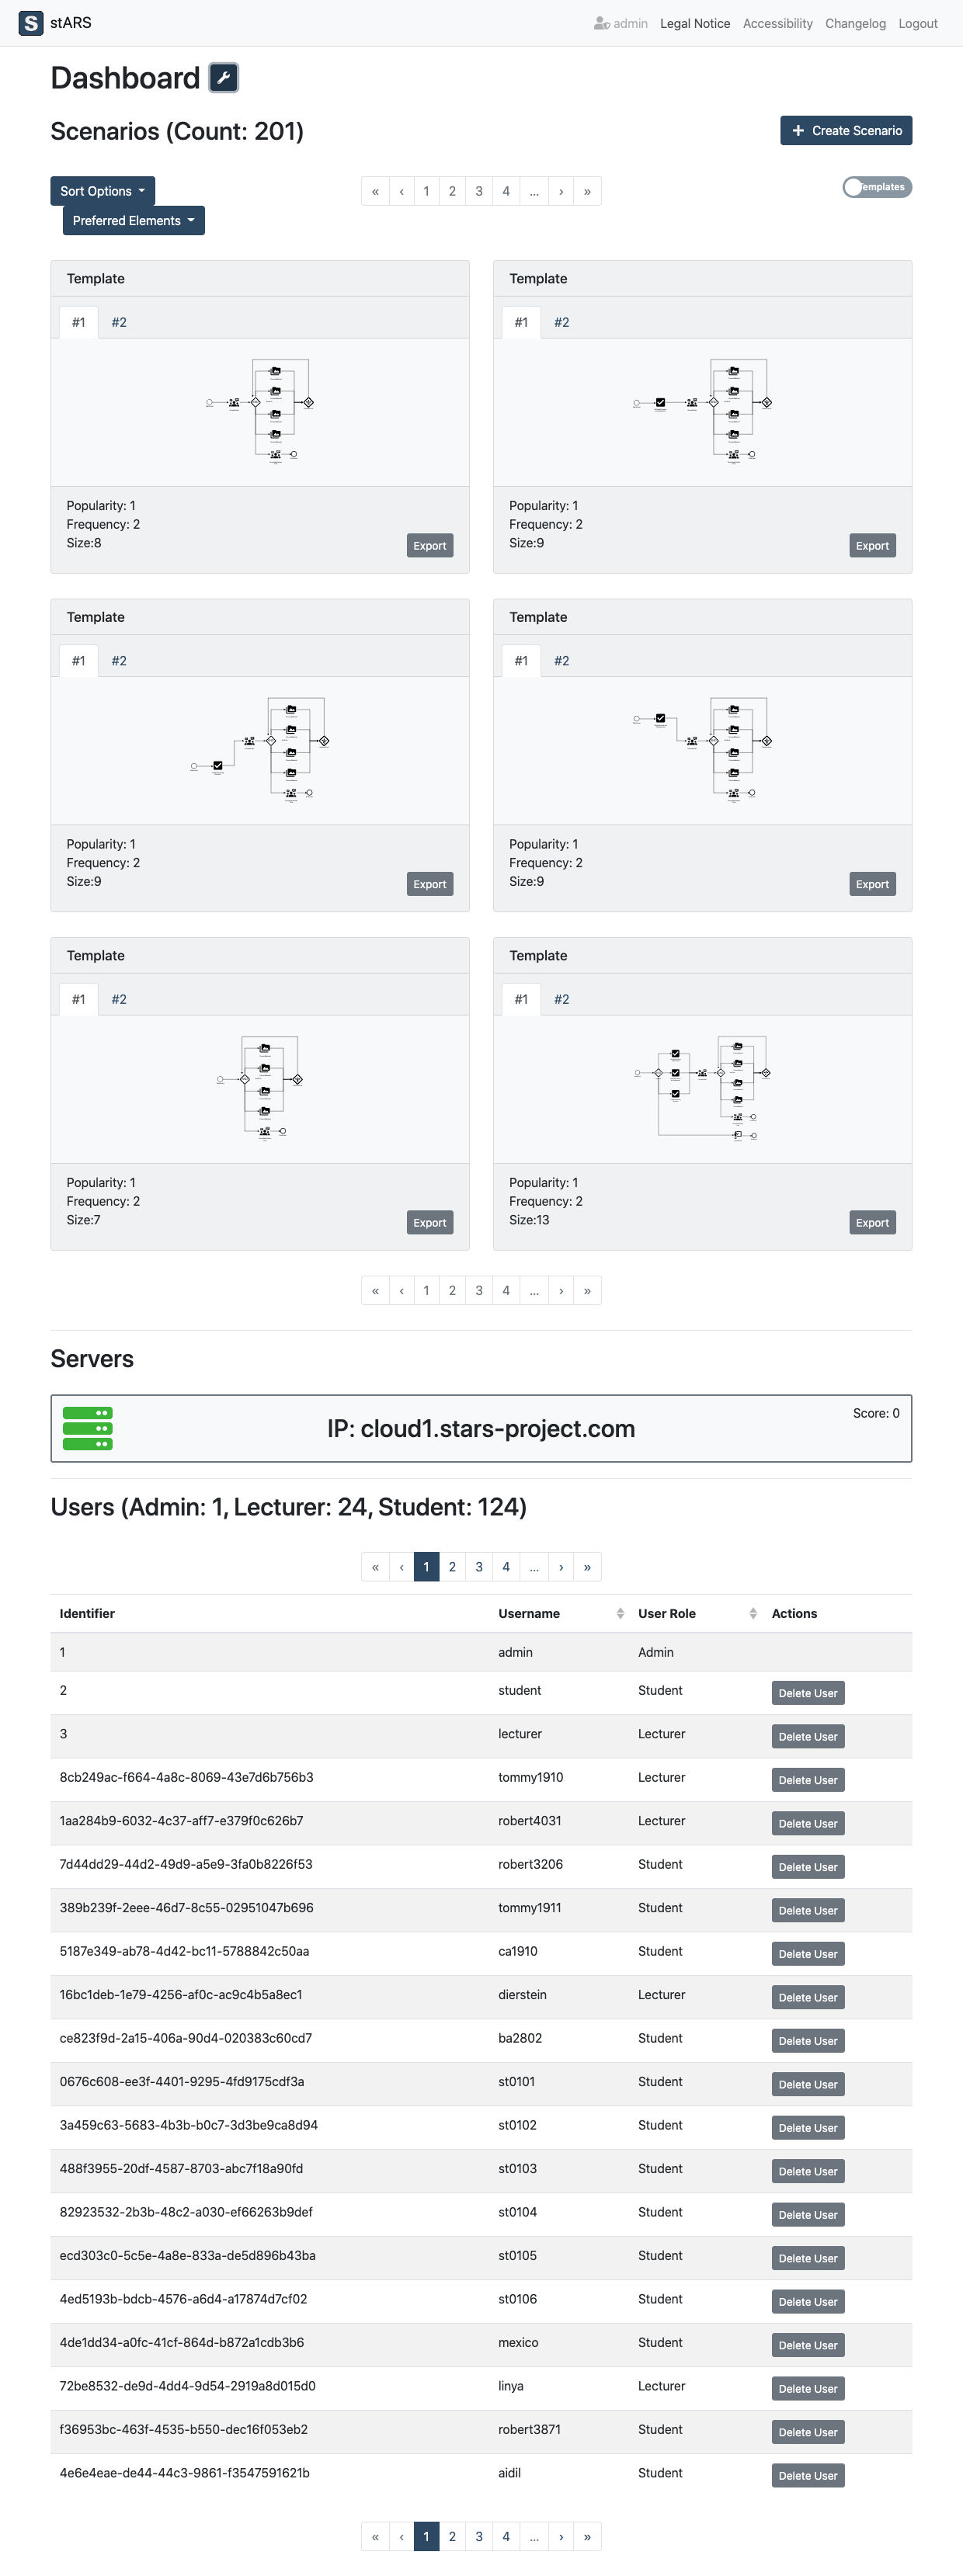 S stARS
admin Legal Notice Accessibility Changelog Logout
Dashboard
Scenarios (Count: 201)
+ Create Scenario
Sort Options
« ‹ 1 2 3 4 ... › »
Preferred Elements
Template
#1 #2
Popularity: 1
Frequency: 2
Size:8
Export
Template
#1 #2
Popularity: 1
Frequency: 2
Size:9
Export
Template
#1 #2
Popularity: 1
Frequency: 2
Size:9
Export
Template
#1 #2
Popularity: 1
Frequency: 2
Size:9
Export
Template
#1 #2
Popularity: 1
Frequency: 2
Size:7
Export
Template
#1 #2
Popularity: 1
Frequency: 2
Size:13
Export
« ‹ 1 2 3 4 ... › »
Servers
IP: cloud1.stars-project.com
Score: 0
Users (Admin: 1, Lecturer: 24, Student: 124)
« ‹ 1 2 3 4 ... › »
Identifier Username User Role Actions
1 admin Admin
2 student Student Delete User
3 lecturer Lecturer Delete User
8cb249ac-f664-4a8c-8069-43e7d6b756b3 tommy1910 Lecturer Delete User
1aa284b9-6032-4c37-aff7-e379f0c626b7 robert4031 Lecturer Delete User
7d44dd29-44d2-49d9-a5e9-3fa0b8226f53 robert3206 Student Delete User
389b239f-2eee-46d7-8c55-02951047b696 tommy1911 Student Delete User
5187e349-ab78-4d42-bc11-5788842c50aa ca1910 Student Delete User
16bc1deb-1e79-4256-af0c-ac9c4b5a8ec1 dierstein Lecturer Delete User
ce823f9d-2a15-406a-90d4-020383c60cd7 ba2802 Student Delete User
0676c608-ee3f-4401-9295-4fd9175cdf3a st0101 Student Delete User
3a459c63-5683-4b3b-b0c7-3d3be9ca8d94 st0102 Student Delete User
488f3955-20df-4587-8703-abc7f18a90fd st0103 Student Delete User
82923532-2b3b-48c2-a030-ef66263b9def st0104 Student Delete User
ecd303c0-5c5e-4a8e-833a-de5d896b43ba st0105 Student Delete User
4ed5193b-bdcb-4576-a6d4-a17874d7cf02 st0106 Student Delete User
4de1dd34-a0fc-41cf-864d-b872a1cdb3b6 mexico Student Delete User
72be8532-de9d-4dd4-9d54-2919a8d015d0 linya Lecturer Delete User
f36953bc-463f-4535-b550-dec16f053eb2 robert3871 Student Delete User
4e6e4eae-de44-44c3-9861-f3547591621b aidil Student Delete User
« ‹ 1 2 3 4 ... › »